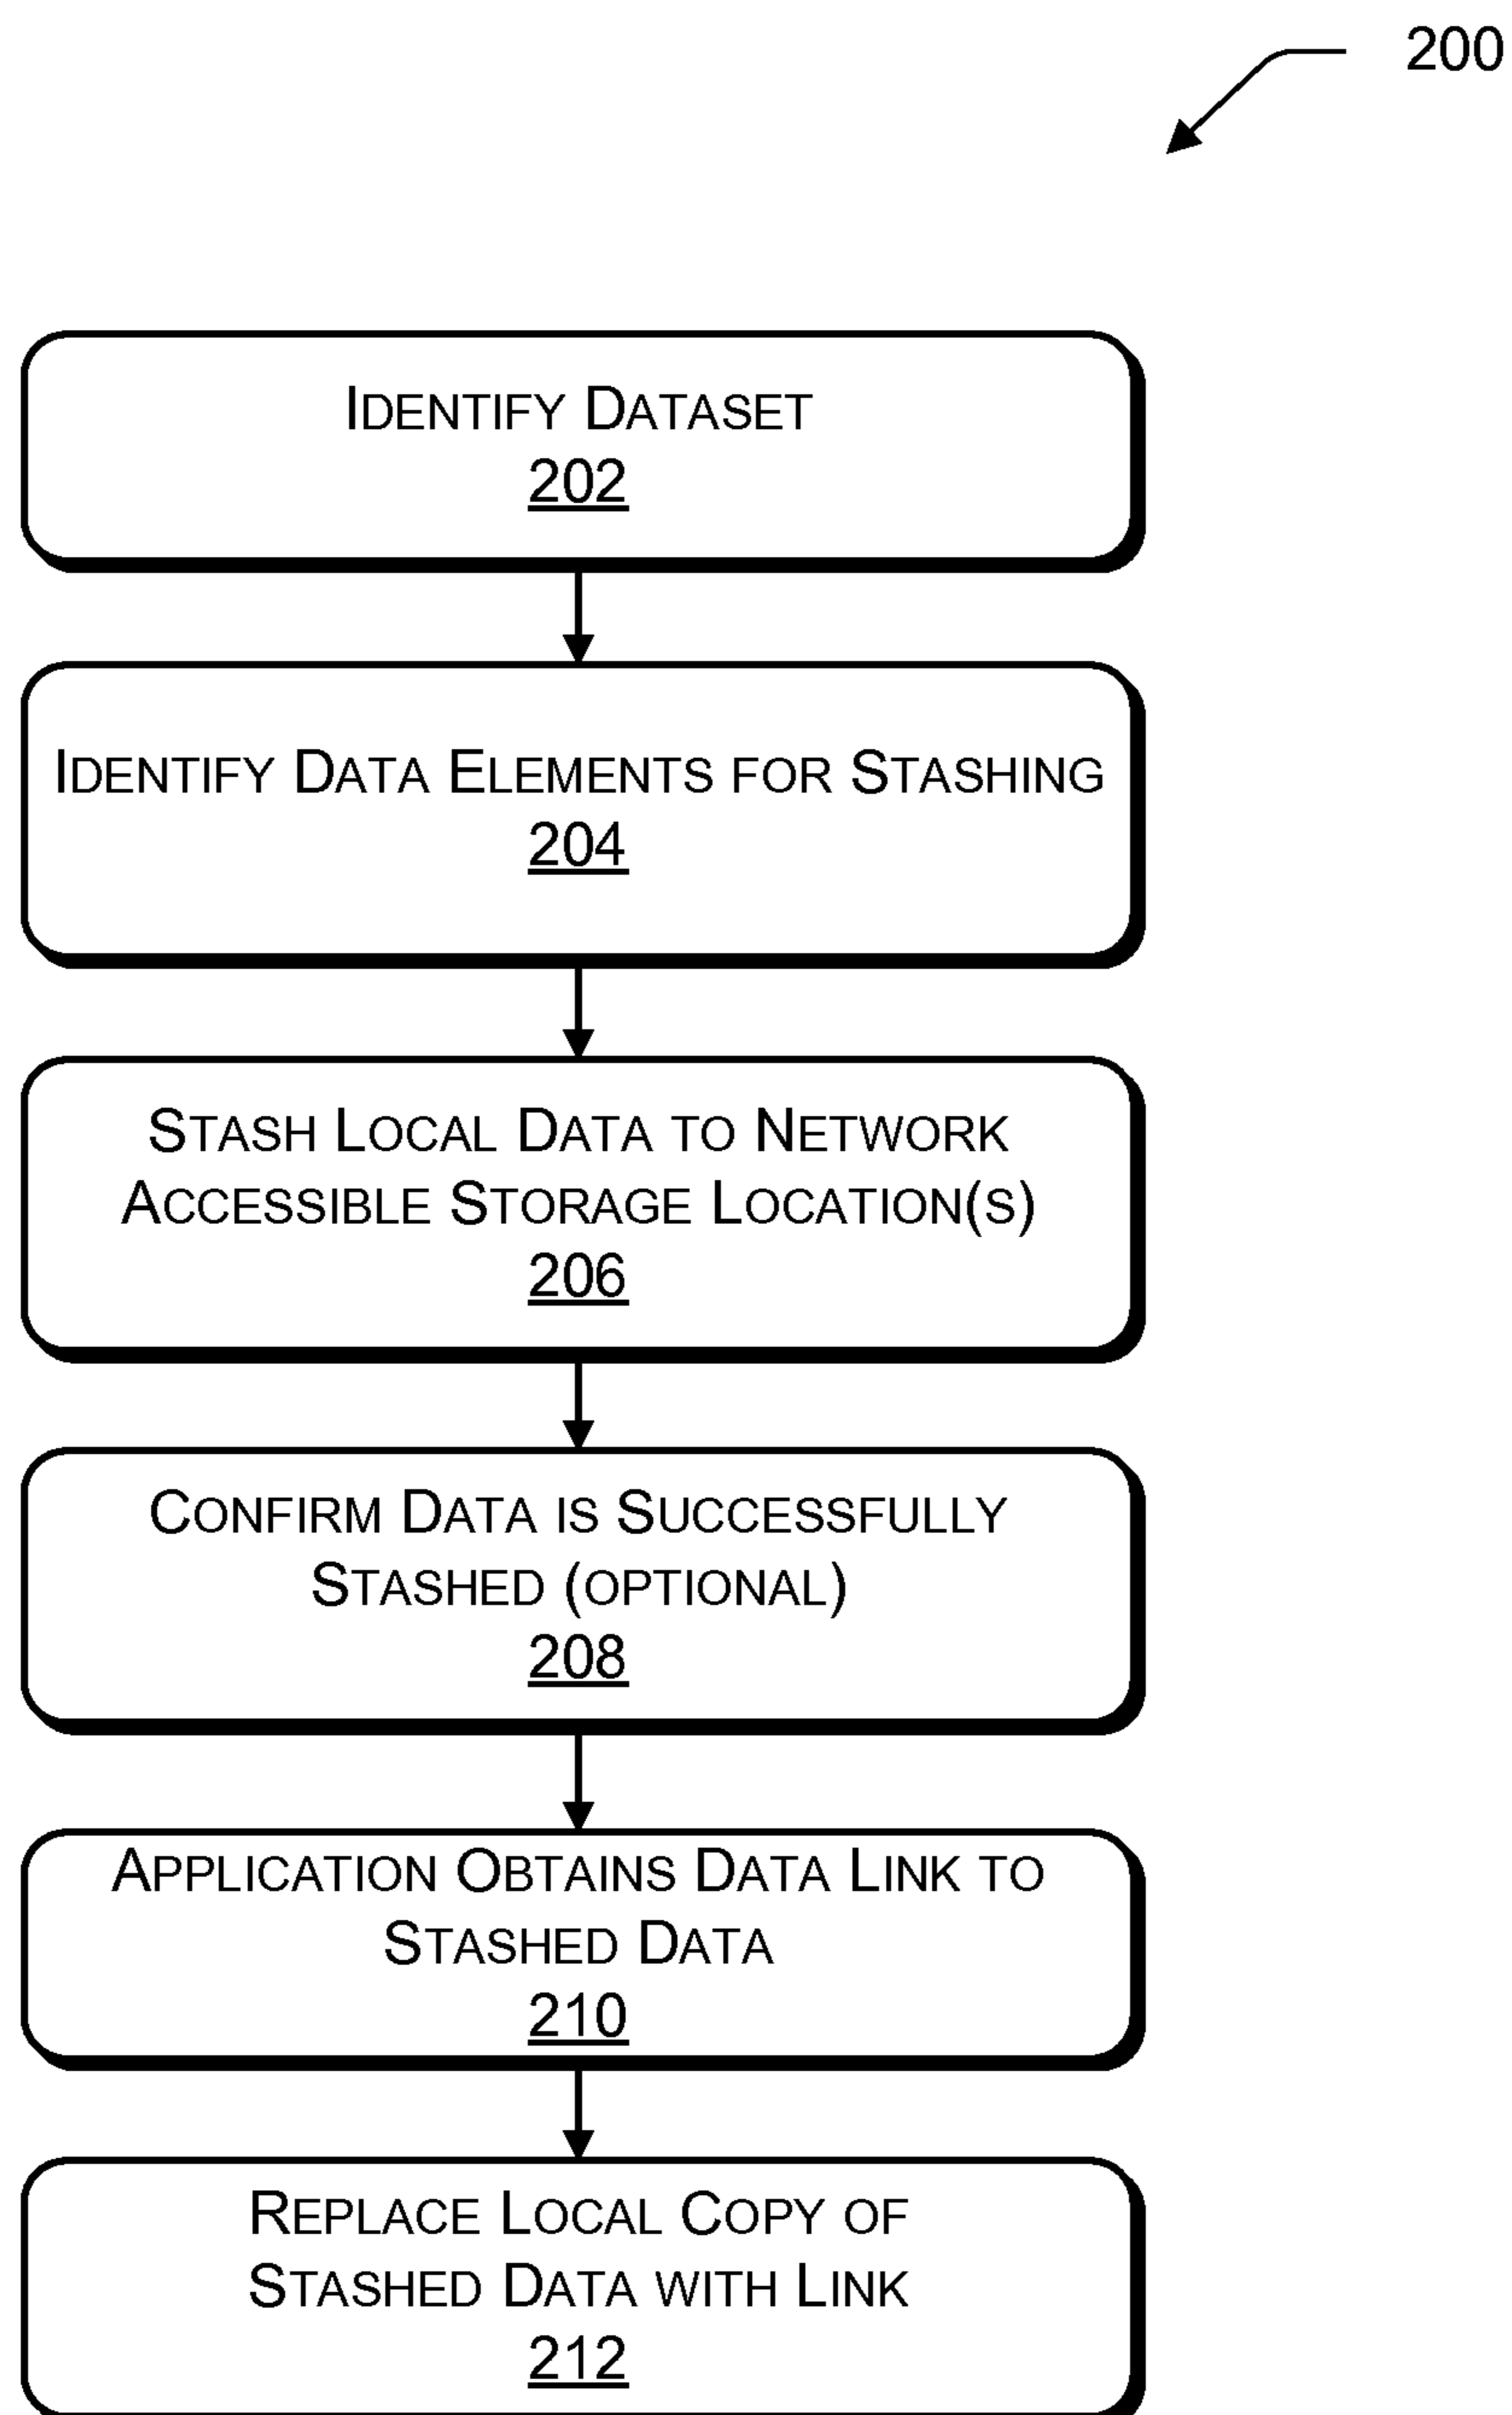 200
IDENTIFY DATASET
202
IDENTIFY DATA ELEMENTS FOR STASHING
204
STASH LOCAL DATA TO NETWORK
ACCESSIBLE STORAGE LOCATION(S)
206
CONFIRM DATA IS SUCCESSFULLY
STASHED (OPTIONAL)
208
APPLICATION OBTAINS DATA LINK TO
STASHED DATA
210
REPLACE LOCAL COPY OF
STASHED DATA WITH LINK
212